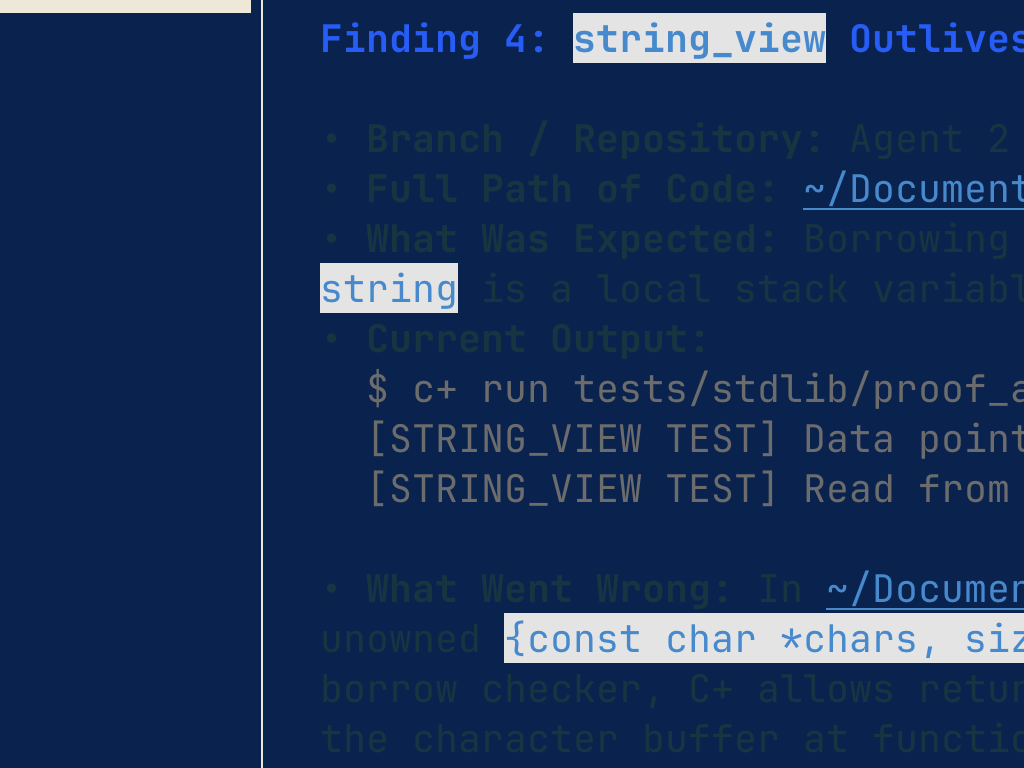 Finding 4: string_view Outlives
• Branch / Repository: Agent 2
• Full Path of Code: ~/Document
• What Was Expected: Borrowing
string is a local stack variabl
• Current Output:
$ c+ run tests/stdlib/proof_a
[STRING_VIEW TEST] Data point
[STRING_VIEW TEST] Read from
• What Went Wrong: In ~/Documen
unowned {const char *chars, siz
borrow checker, C+ allows retur
the character buffer at functio